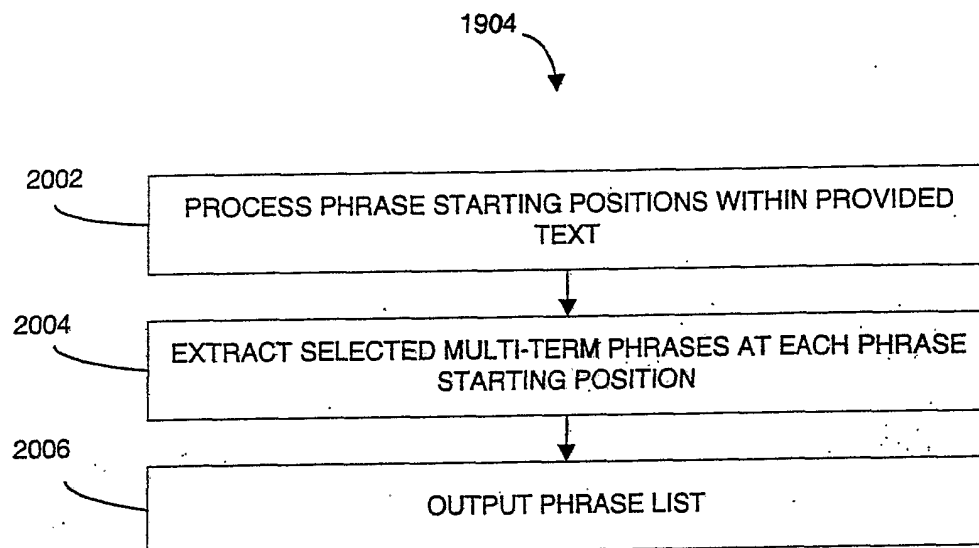 1904
2002
PROCESS PHRASE STARTING POSITIONS WITHIN PROVIDED
TEXT
2004
EXTRACT SELECTED MULTI-TERM PHRASES AT EACH PHRASE
STARTING POSITION
2006
OUTPUT PHRASE LIST